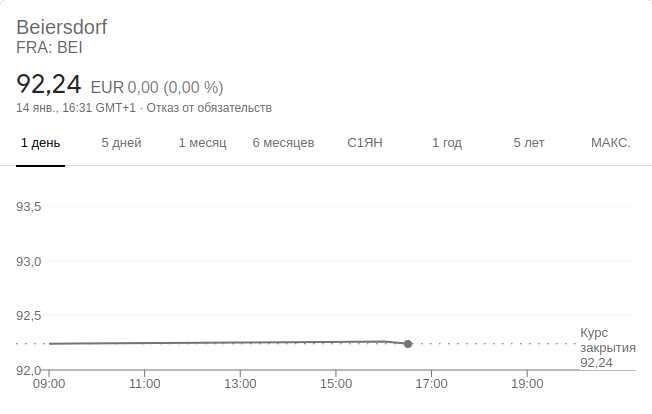 Beiersdorf
FRA: BEI
92,24 EUR 0,00 (0,00 %)
14 янв., 16:31 GMT+1 · Отказ от обязательств
1 день 5 дней 1 месяц 6 месяцев С1ЯН 1 год 5 лет МАКС.
93,5
93,0
92,5
Курс
закрытия
92,24
92,0
09:00 11:00 13:00 15:00 17:00 19:00